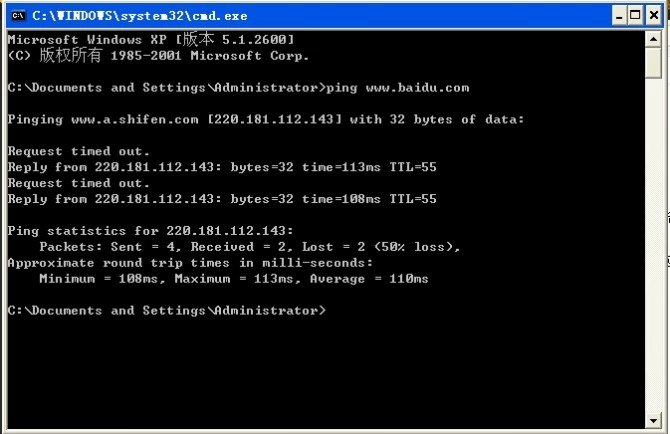 C:\WINDOWS\system32\cmd.exe
Microsoft Windows XP [版本 5.1.2600]
(C) 版权所有 1985-2001 Microsoft Corp.
C:\Documents and Settings\Administrator>ping www.baidu.com
Pinging www.a.shifen.com [220.181.112.143] with 32 bytes of data:
Request timed out.
Reply from 220.181.112.143: bytes=32 time=113ms TTL=55
Request timed out.
Reply from 220.181.112.143: bytes=32 time=108ms TTL=55
Ping statistics for 220.181.112.143:
    Packets: Sent = 4, Received = 2, Lost = 2 (50% loss),
Approximate round trip times in milli-seconds:
    Minimum = 108ms, Maximum = 113ms, Average = 110ms
C:\Documents and Settings\Administrator>